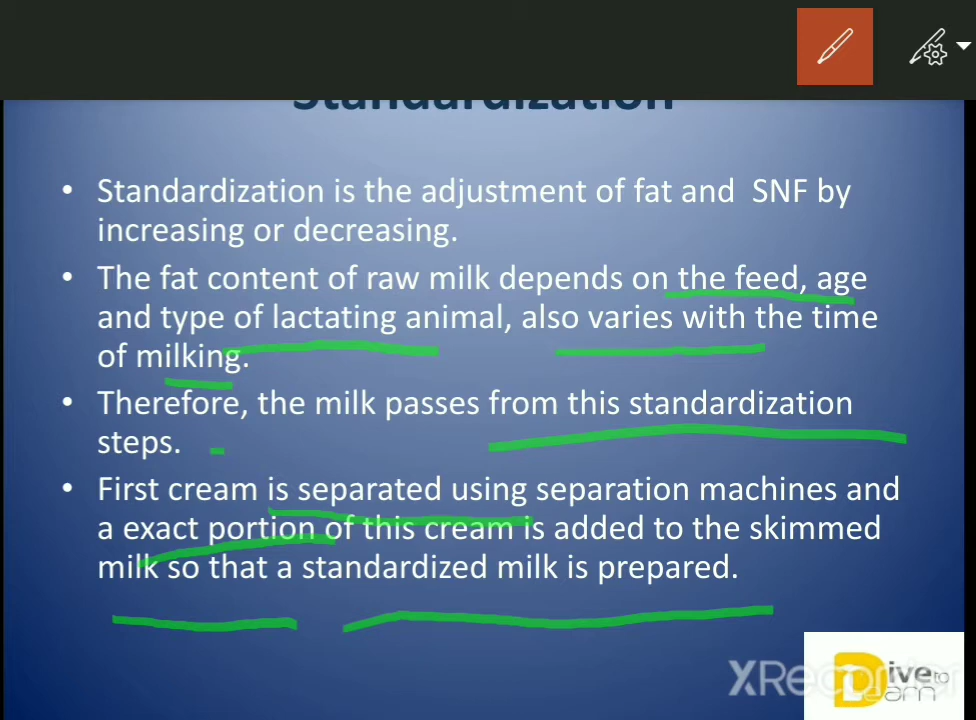 Standardization
• Standardization is the adjustment of fat and SNF by
increasing or decreasing.
• The fat content of raw milk depends on the feed, age
and type of lactating animal, also varies with the time
of milking.
• Therefore, the milk passes from this standardization
steps.
• First cream is separated using separation machines and
a exact portion of this cream is added to the skimmed
milk so that a standardized milk is prepared.
XRecorder
Dive to
Learn